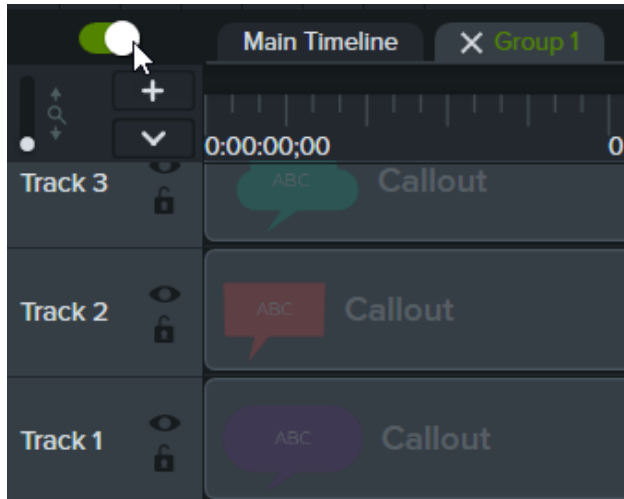 Main Timeline
Group 1
0:00:00;00
0
Track 3
ABC
Callout
Track 2
ABC
Callout
Track 1
ABC
Callout